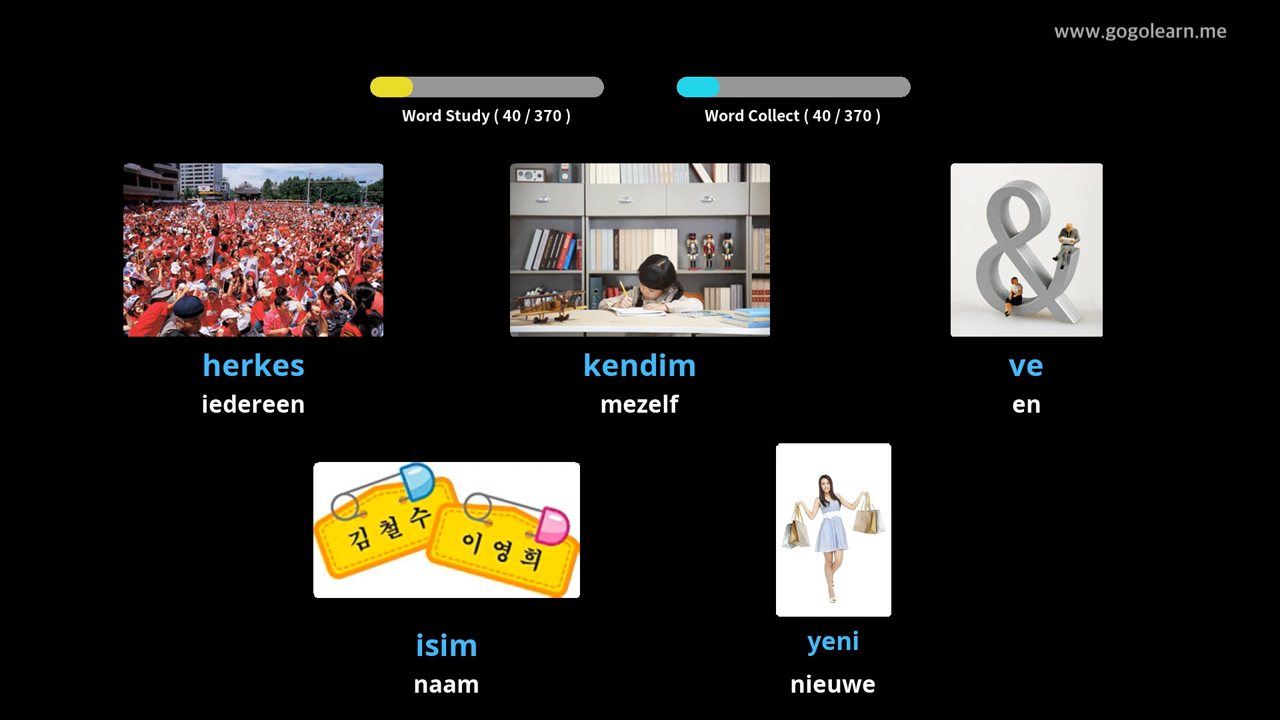 www.gogolearn.me
Word Study ( 40 / 370 )
Word Collect ( 40 / 370 )
herkes
iedereen
kendim
mezelf
&
ve
en
김철수
이영희
isim
naam
yeni
nieuwe